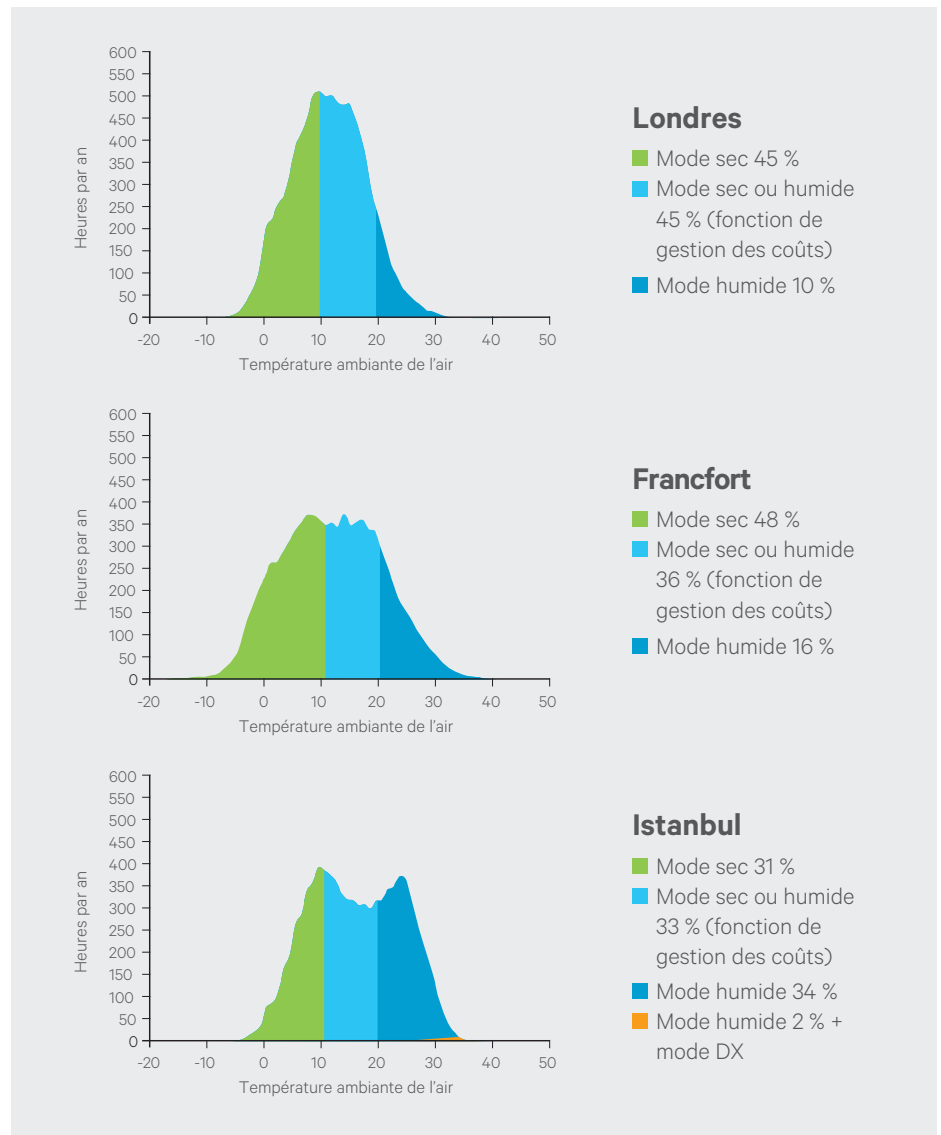 600
550
500
450
400
350
300
250
200
150
100
50
0
Heures par an
-20 -10 0 10 20 30 40 50
Température ambiante de l'air
Londres
Mode sec 45 %
Mode sec ou humide
45 % (fonction de
gestion des coûts)
Mode humide 10 %
600
550
500
450
400
350
300
250
200
150
100
50
0
Heures par an
-20 -10 0 10 20 30 40 50
Température ambiante de l'air
Francfort
Mode sec 48 %
Mode sec ou humide
36 % (fonction de
gestion des coûts)
Mode humide 16 %
600
550
500
450
400
350
300
250
200
150
100
50
0
Heures par an
-20 -10 0 10 20 30 40 50
Température ambiante de l'air
Istanbul
Mode sec 31 %
Mode sec ou humide
33 % (fonction de
gestion des coûts)
Mode humide 34 %
Mode humide 2 % +
mode DX